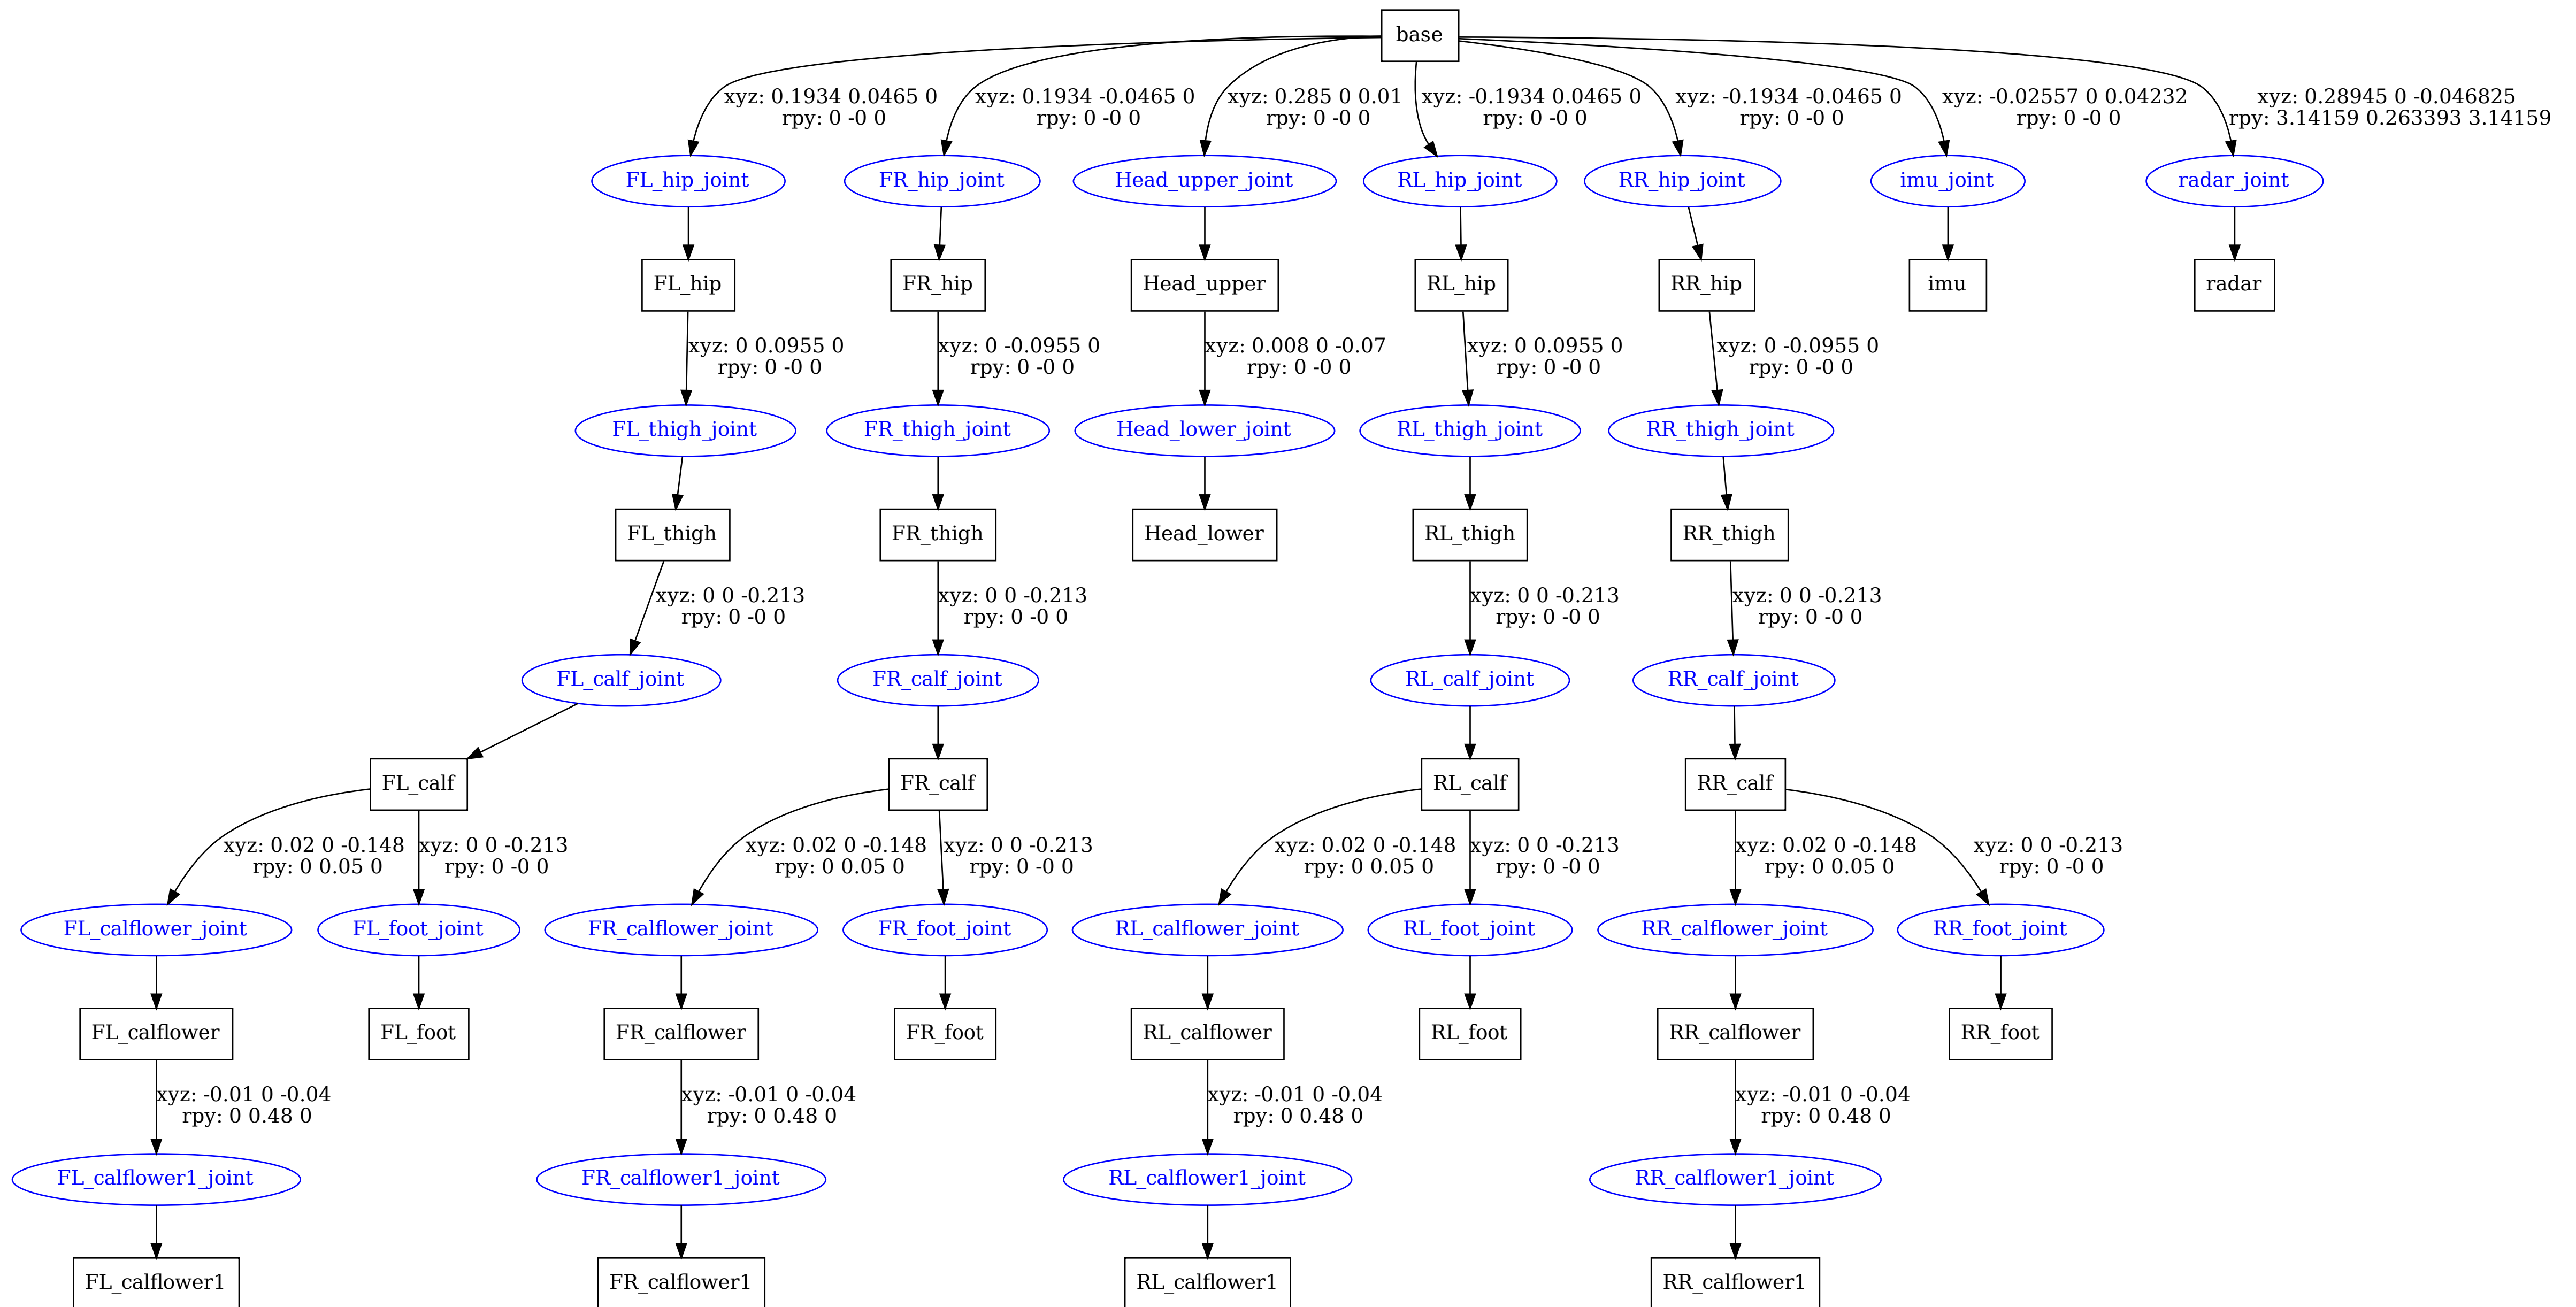 base
xyz: 0.1934 0.0465 0
rpy: 0 -0 0
xyz: 0.1934 -0.0465 0
rpy: 0 -0 0
xyz: 0.285 0 0.01
rpy: 0 -0 0
xyz: -0.1934 0.0465 0
rpy: 0 -0 0
xyz: -0.1934 -0.0465 0
rpy: 0 -0 0
xyz: -0.02557 0 0.04232
rpy: 0 -0 0
xyz: 0.28945 0 -0.046825
rpy: 3.14159 0.263393 3.14159
FL_hip_joint
FR_hip_joint
Head_upper_joint
RL_hip_joint
RR_hip_joint
imu_joint
radar_joint
FL_hip
FR_hip
Head_upper
RL_hip
RR_hip
imu
radar
xyz: 0 0.0955 0
rpy: 0 -0 0
xyz: 0 -0.0955 0
rpy: 0 -0 0
xyz: 0.008 0 -0.07
rpy: 0 -0 0
xyz: 0 0.0955 0
rpy: 0 -0 0
xyz: 0 -0.0955 0
rpy: 0 -0 0
FL_thigh_joint
FR_thigh_joint
Head_lower_joint
RL_thigh_joint
RR_thigh_joint
FL_thigh
FR_thigh
Head_lower
RL_thigh
RR_thigh
xyz: 0 0 -0.213
rpy: 0 -0 0
xyz: 0 0 -0.213
rpy: 0 -0 0
xyz: 0 0 -0.213
rpy: 0 -0 0
xyz: 0 0 -0.213
rpy: 0 -0 0
FL_calf_joint
FR_calf_joint
RL_calf_joint
RR_calf_joint
FL_calf
FR_calf
RL_calf
RR_calf
xyz: 0.02 0 -0.148
rpy: 0 0.05 0
xyz: 0 0 -0.213
rpy: 0 -0 0
xyz: 0.02 0 -0.148
rpy: 0 0.05 0
xyz: 0 0 -0.213
rpy: 0 -0 0
xyz: 0.02 0 -0.148
rpy: 0 0.05 0
xyz: 0 0 -0.213
rpy: 0 -0 0
xyz: 0.02 0 -0.148
rpy: 0 0.05 0
xyz: 0 0 -0.213
rpy: 0 -0 0
FL_calflower_joint
FL_foot_joint
FR_calflower_joint
FR_foot_joint
RL_calflower_joint
RL_foot_joint
RR_calflower_joint
RR_foot_joint
FL_calflower
FL_foot
FR_calflower
FR_foot
RL_calflower
RL_foot
RR_calflower
RR_foot
xyz: -0.01 0 -0.04
rpy: 0 0.48 0
xyz: -0.01 0 -0.04
rpy: 0 0.48 0
xyz: -0.01 0 -0.04
rpy: 0 0.48 0
xyz: -0.01 0 -0.04
rpy: 0 0.48 0
FL_calflower1_joint
FR_calflower1_joint
RL_calflower1_joint
RR_calflower1_joint
FL_calflower1
FR_calflower1
RL_calflower1
RR_calflower1